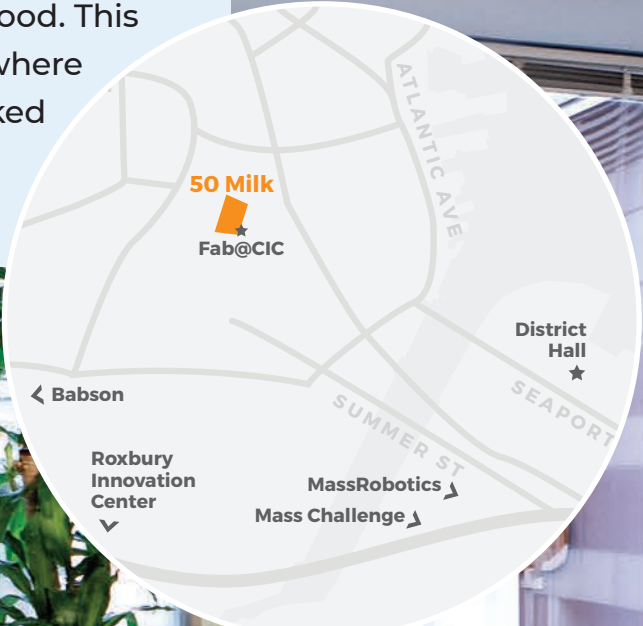 ood. This
where
ked
ATLANTIC AVE
50 Milk
Fab@CIC
District
Hall
SEAPORT
Babson
SUMMER ST
Roxbury
Innovation
Center
MassRobotics
Mass Challenge